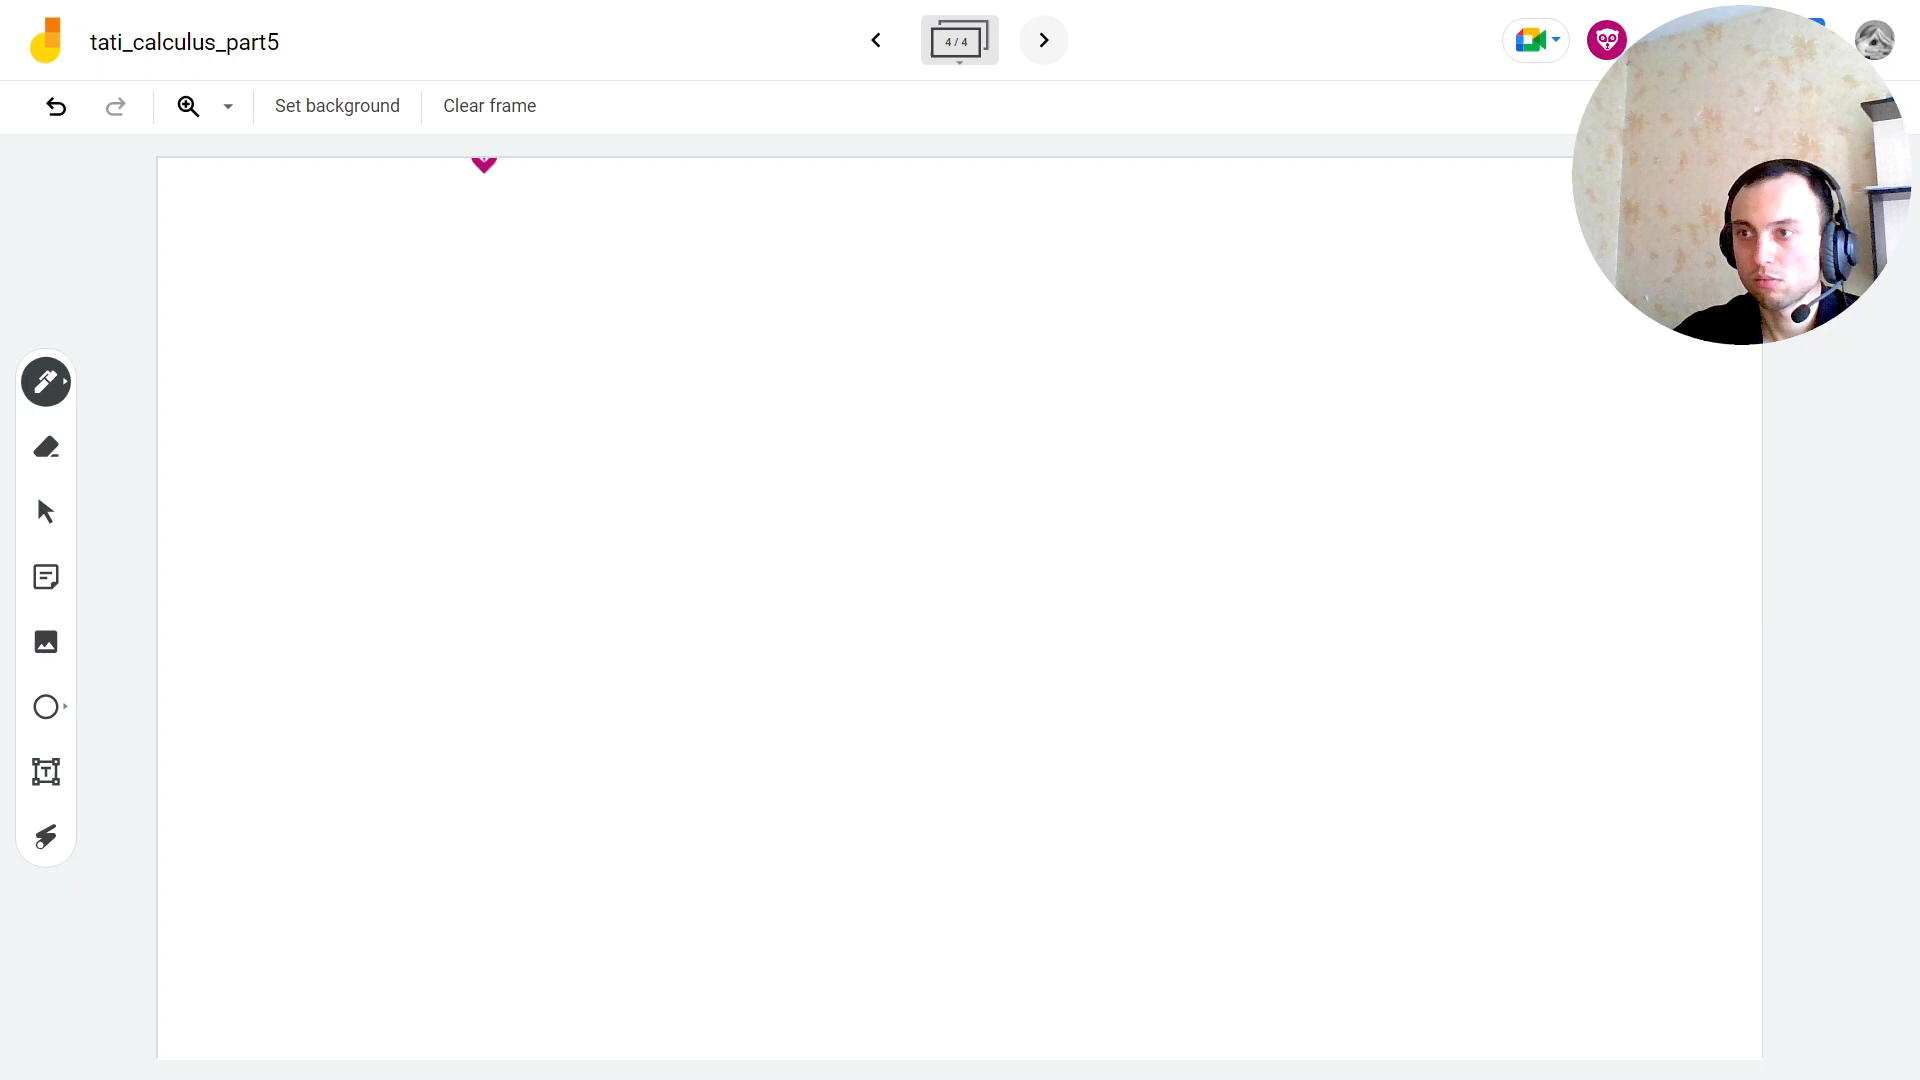 tati_calculus_part5
4 / 4
Set background
Clear frame
T